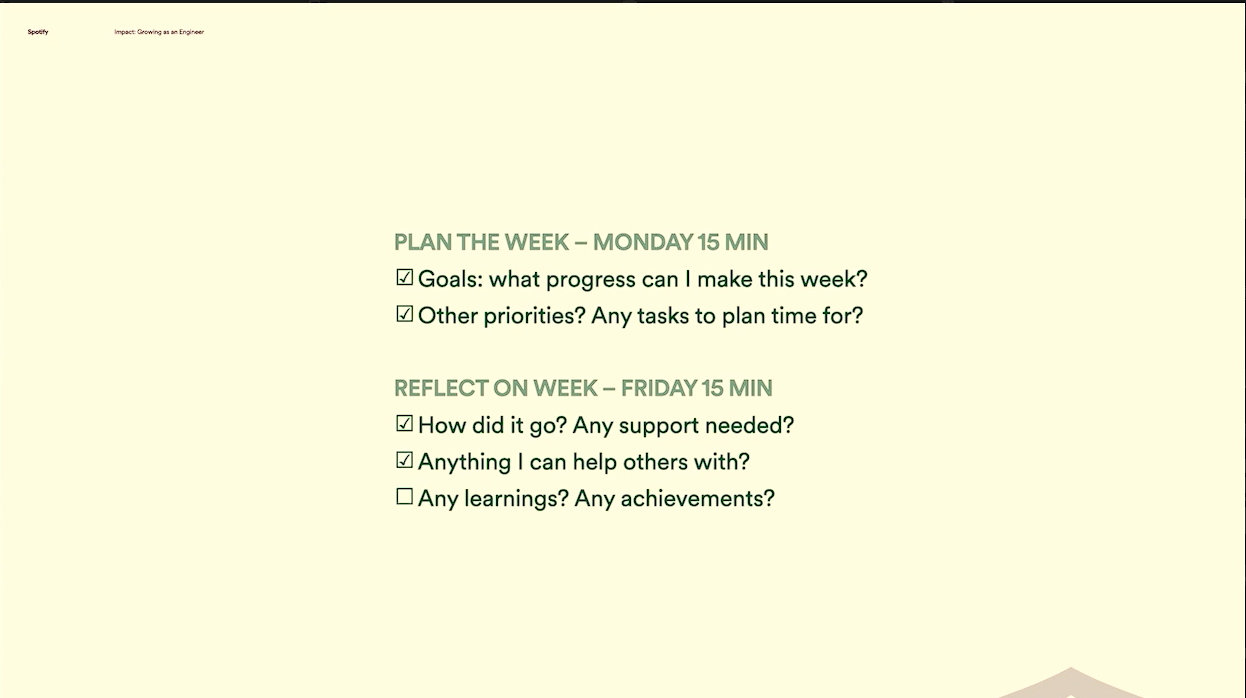 Spotify
Impact: Growing as an Engineer
PLAN THE WEEK – MONDAY 15 MIN
☑ Goals: what progress can I make this week?
☑ Other priorities? Any tasks to plan time for?
REFLECT ON WEEK – FRIDAY 15 MIN
☑ How did it go? Any support needed?
☑ Anything I can help others with?
☐ Any learnings? Any achievements?